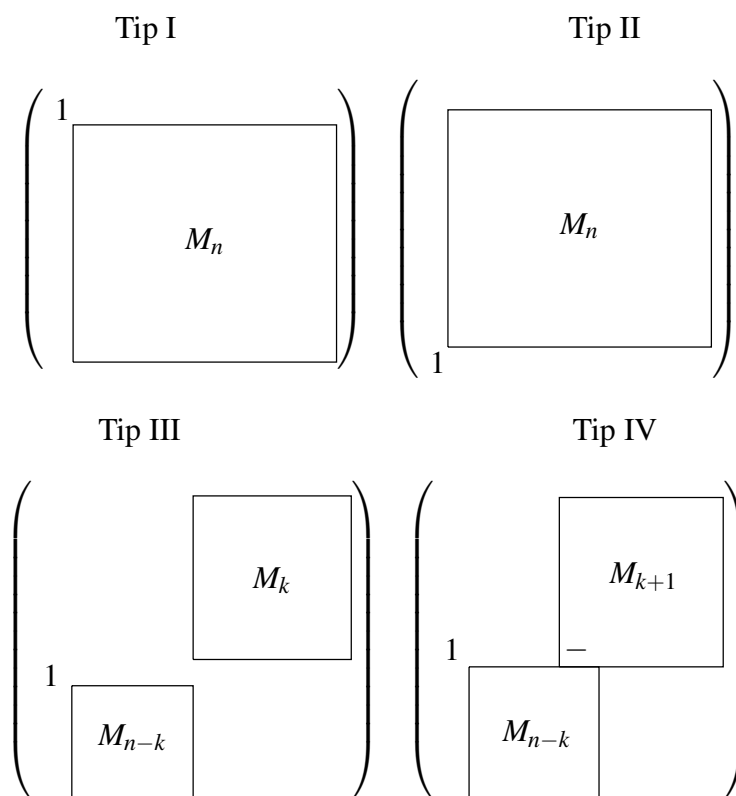 Tip I Tip II
1
M_n M_n
1
Tip III Tip IV
M_k M_{k+1}
1 1 −
M_{n−k} M_{n−k}